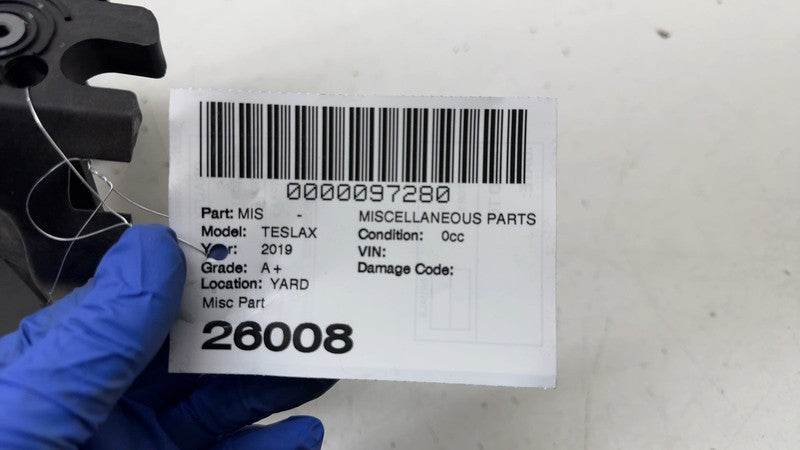 0000097280
Part: MIS - MISCELLANEOUS PARTS
Model: TESLAX Condition: 0cc
Year: 2019 VIN:
Grade: A+ Damage Code:
Location: YARD
Misc Part
26008